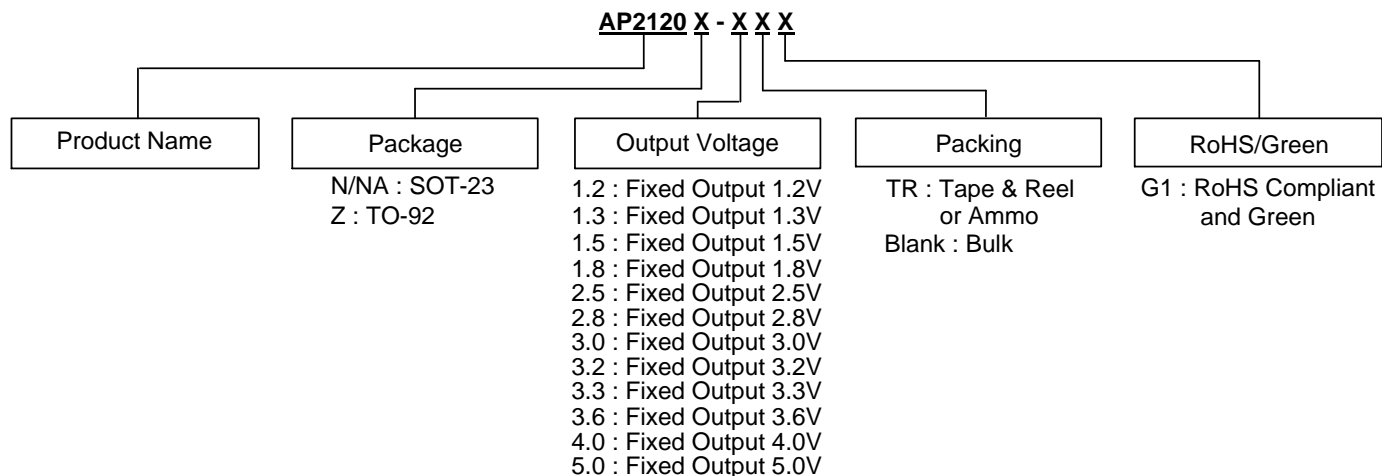 AP2120 X - X X X
Product Name
Package
N/NA : SOT-23
Z : TO-92
Output Voltage
1.2 : Fixed Output 1.2V
1.3 : Fixed Output 1.3V
1.5 : Fixed Output 1.5V
1.8 : Fixed Output 1.8V
2.5 : Fixed Output 2.5V
2.8 : Fixed Output 2.8V
3.0 : Fixed Output 3.0V
3.2 : Fixed Output 3.2V
3.3 : Fixed Output 3.3V
3.6 : Fixed Output 3.6V
4.0 : Fixed Output 4.0V
5.0 : Fixed Output 5.0V
Packing
TR : Tape & Reel
or Ammo
Blank : Bulk
RoHS/Green
G1 : RoHS Compliant
and Green